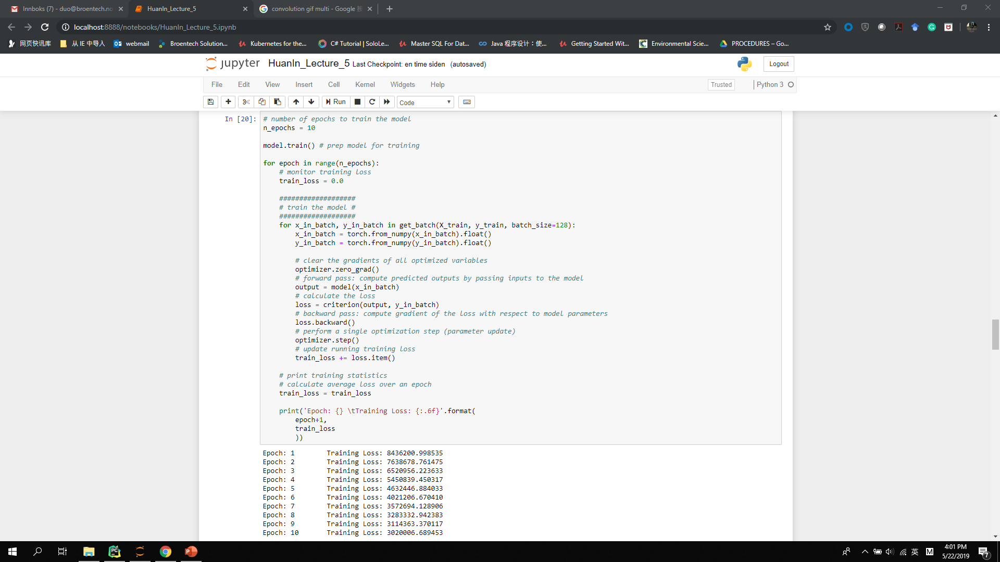 Innboks (7) - duo@broentech.no
HuanIn_Lecture_5
convolution gif multi - Google 搜
localhost:8888/notebooks/HuanIn_Lecture_5.ipynb
网页快讯库
从 IE 中导入
webmail
Broentech Solution...
Kubernetes for the...
C# Tutorial | SoloLe...
Master SQL For Dat...
Java 程序设计：使...
Getting Started Wit...
Environmental Scie...
PROCEDURES – Go...
jupyter HuanIn_Lecture_5 Last Checkpoint: en time siden (autosaved)
Logout
File Edit View Insert Cell Kernel Widgets Help
Trusted
Python 3
Run
Code
In [20]:
# number of epochs to train the model
n_epochs = 10
model.train() # prep model for training
for epoch in range(n_epochs):
    # monitor training loss
    train_loss = 0.0
    ###################
    # train the model #
    ###################
    for x_in_batch, y_in_batch in get_batch(X_train, y_train, batch_size=128):
        x_in_batch = torch.from_numpy(x_in_batch).float()
        y_in_batch = torch.from_numpy(y_in_batch).float()
        # clear the gradients of all optimized variables
        optimizer.zero_grad()
        # forward pass: compute predicted outputs by passing inputs to the model
        output = model(x_in_batch)
        # calculate the loss
        loss = criterion(output, y_in_batch)
        # backward pass: compute gradient of the loss with respect to model parameters
        loss.backward()
        # perform a single optimization step (parameter update)
        optimizer.step()
        # update running training loss
        train_loss += loss.item()
    # print training statistics
    # calculate average loss over an epoch
    train_loss = train_loss
    print('Epoch: {} \tTraining Loss: {:.6f}'.format(
        epoch+1,
        train_loss
        ))
Epoch: 1 Training Loss: 8436200.998535
Epoch: 2 Training Loss: 7638678.761475
Epoch: 3 Training Loss: 6520956.223633
Epoch: 4 Training Loss: 5450839.450317
Epoch: 5 Training Loss: 4632446.884033
Epoch: 6 Training Loss: 4021206.670410
Epoch: 7 Training Loss: 3572694.128906
Epoch: 8 Training Loss: 3283332.942383
Epoch: 9 Training Loss: 3114363.370117
Epoch: 10 Training Loss: 3020006.689453
英
M
4:01 PM
5/22/2019
7